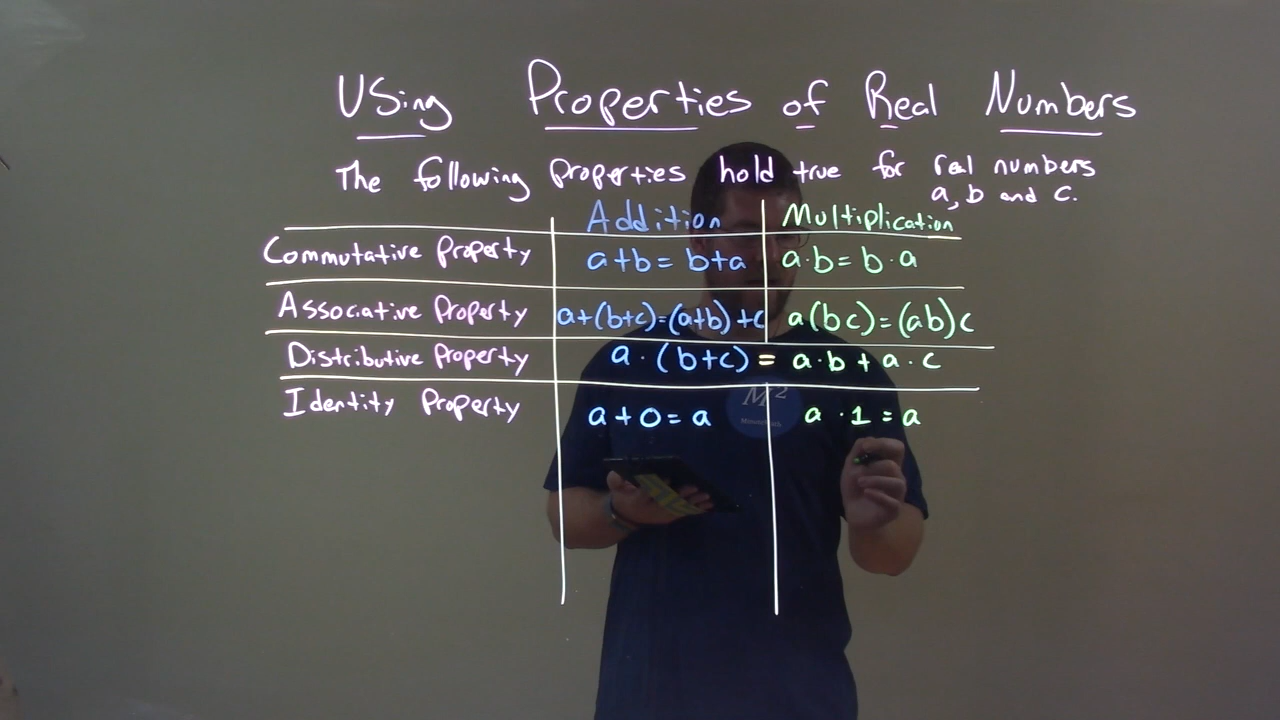 Using Properties of Real Numbers
The following properties hold true for real numbers
a, b and c.
Addition Multiplication
Commutative Property a+b=b+a a·b=b·a
Associative Property a+(b+c)=(a+b)+c a(bc)=(ab)c
Distributive Property a·(b+c) = a·b+a·c
Identity Property a+0=a a·1=a
M²